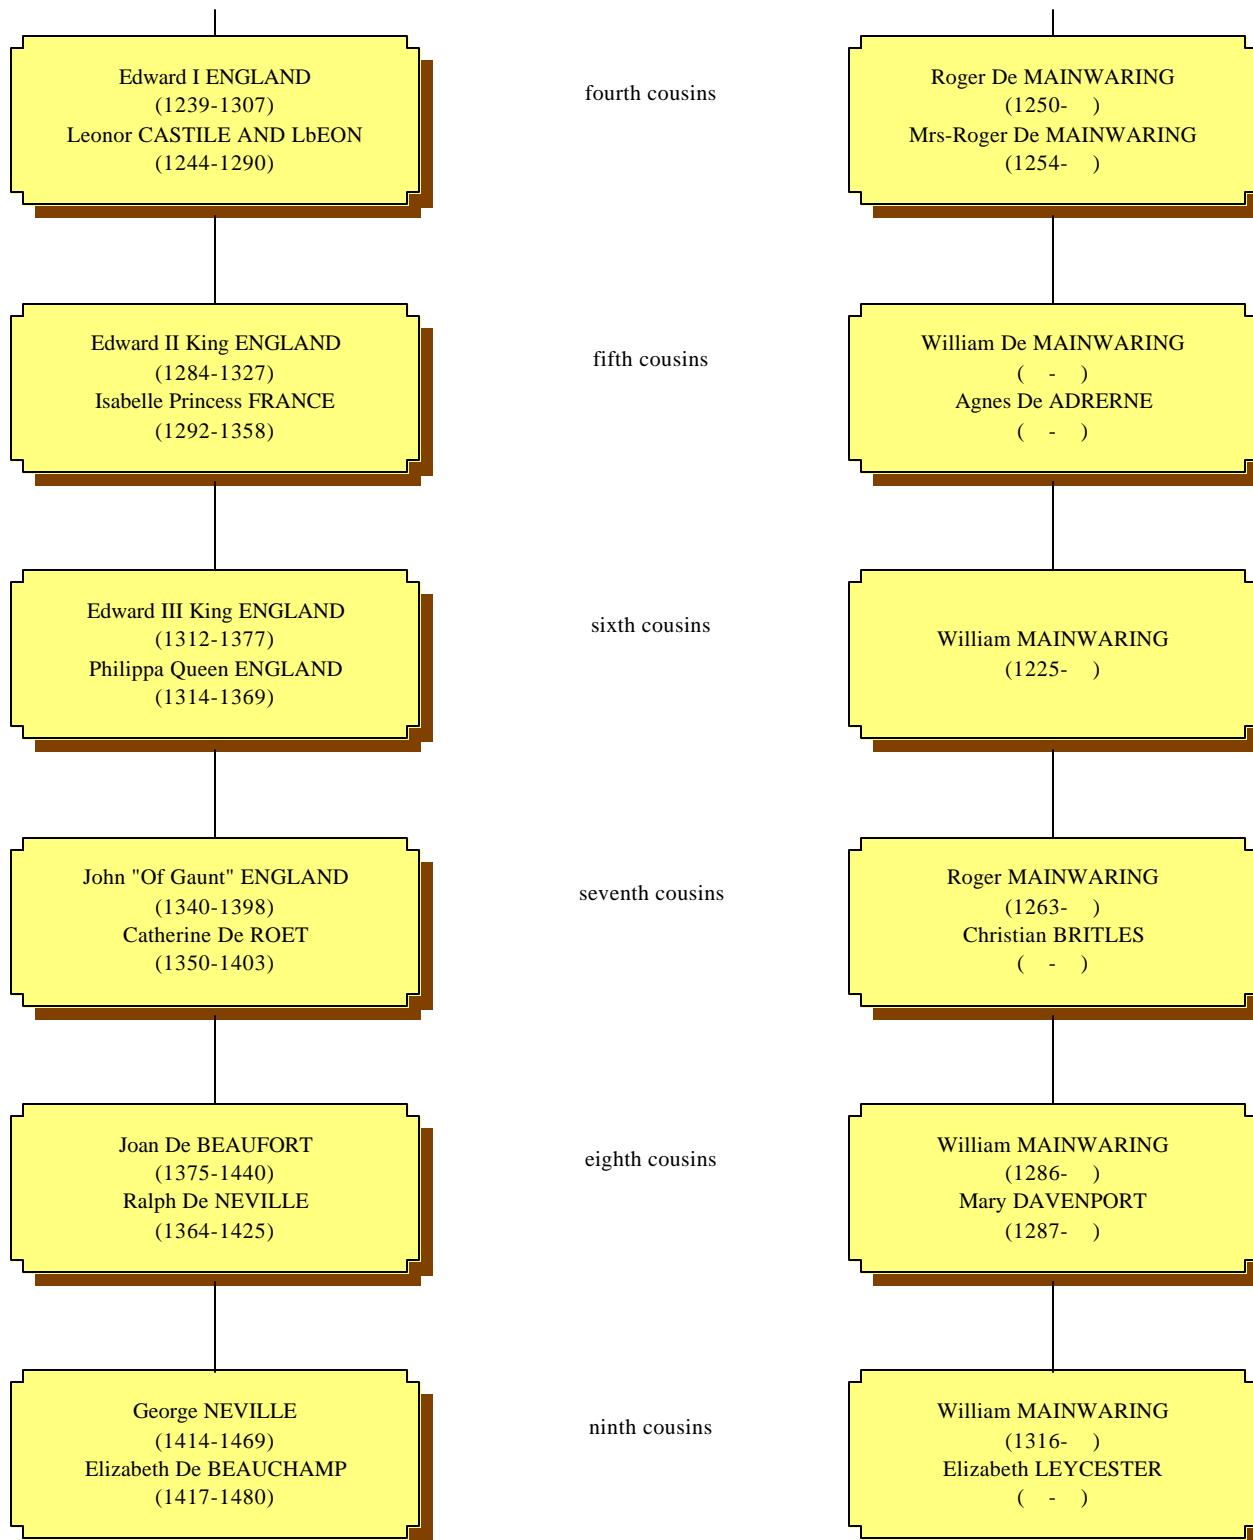 Edward I ENGLAND
(1239-1307)
Leonor CASTILE AND LbEON
(1244-1290)
fourth cousins
Roger De MAINWARING
(1250- )
Mrs-Roger De MAINWARING
(1254- )
Edward II King ENGLAND
(1284-1327)
Isabelle Princess FRANCE
(1292-1358)
fifth cousins
William De MAINWARING
( - )
Agnes De ADRERNE
( - )
Edward III King ENGLAND
(1312-1377)
Philippa Queen ENGLAND
(1314-1369)
sixth cousins
William MAINWARING
(1225- )
John "Of Gaunt" ENGLAND
(1340-1398)
Catherine De ROET
(1350-1403)
seventh cousins
Roger MAINWARING
(1263- )
Christian BRITLES
( - )
Joan De BEAUFORT
(1375-1440)
Ralph De NEVILLE
(1364-1425)
eighth cousins
William MAINWARING
(1286- )
Mary DAVENPORT
(1287- )
George NEVILLE
(1414-1469)
Elizabeth De BEAUCHAMP
(1417-1480)
ninth cousins
William MAINWARING
(1316- )
Elizabeth LEYCESTER
( - )